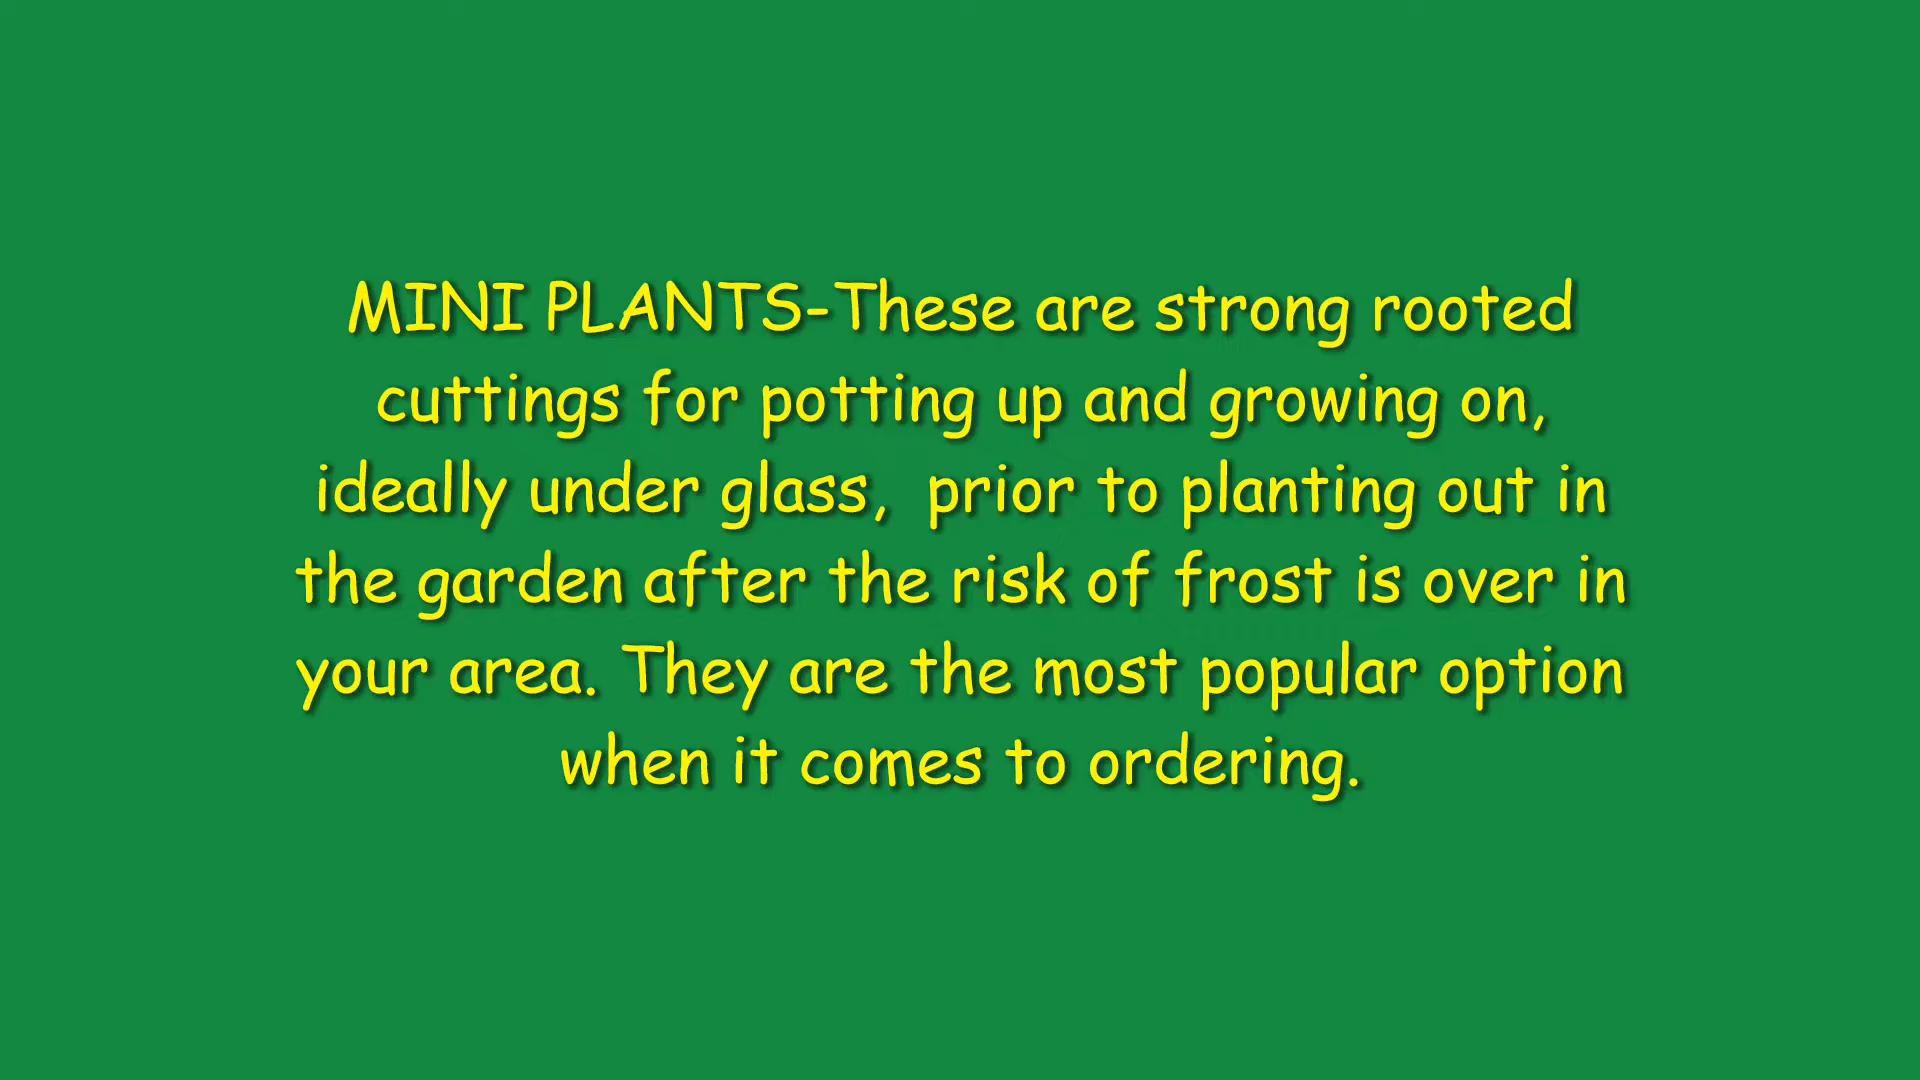 MINI PLANTS-These are strong rooted
cuttings for potting up and growing on,
ideally under glass,  prior to planting out in
the garden after the risk of frost is over in
your area. They are the most popular option
when it comes to ordering.